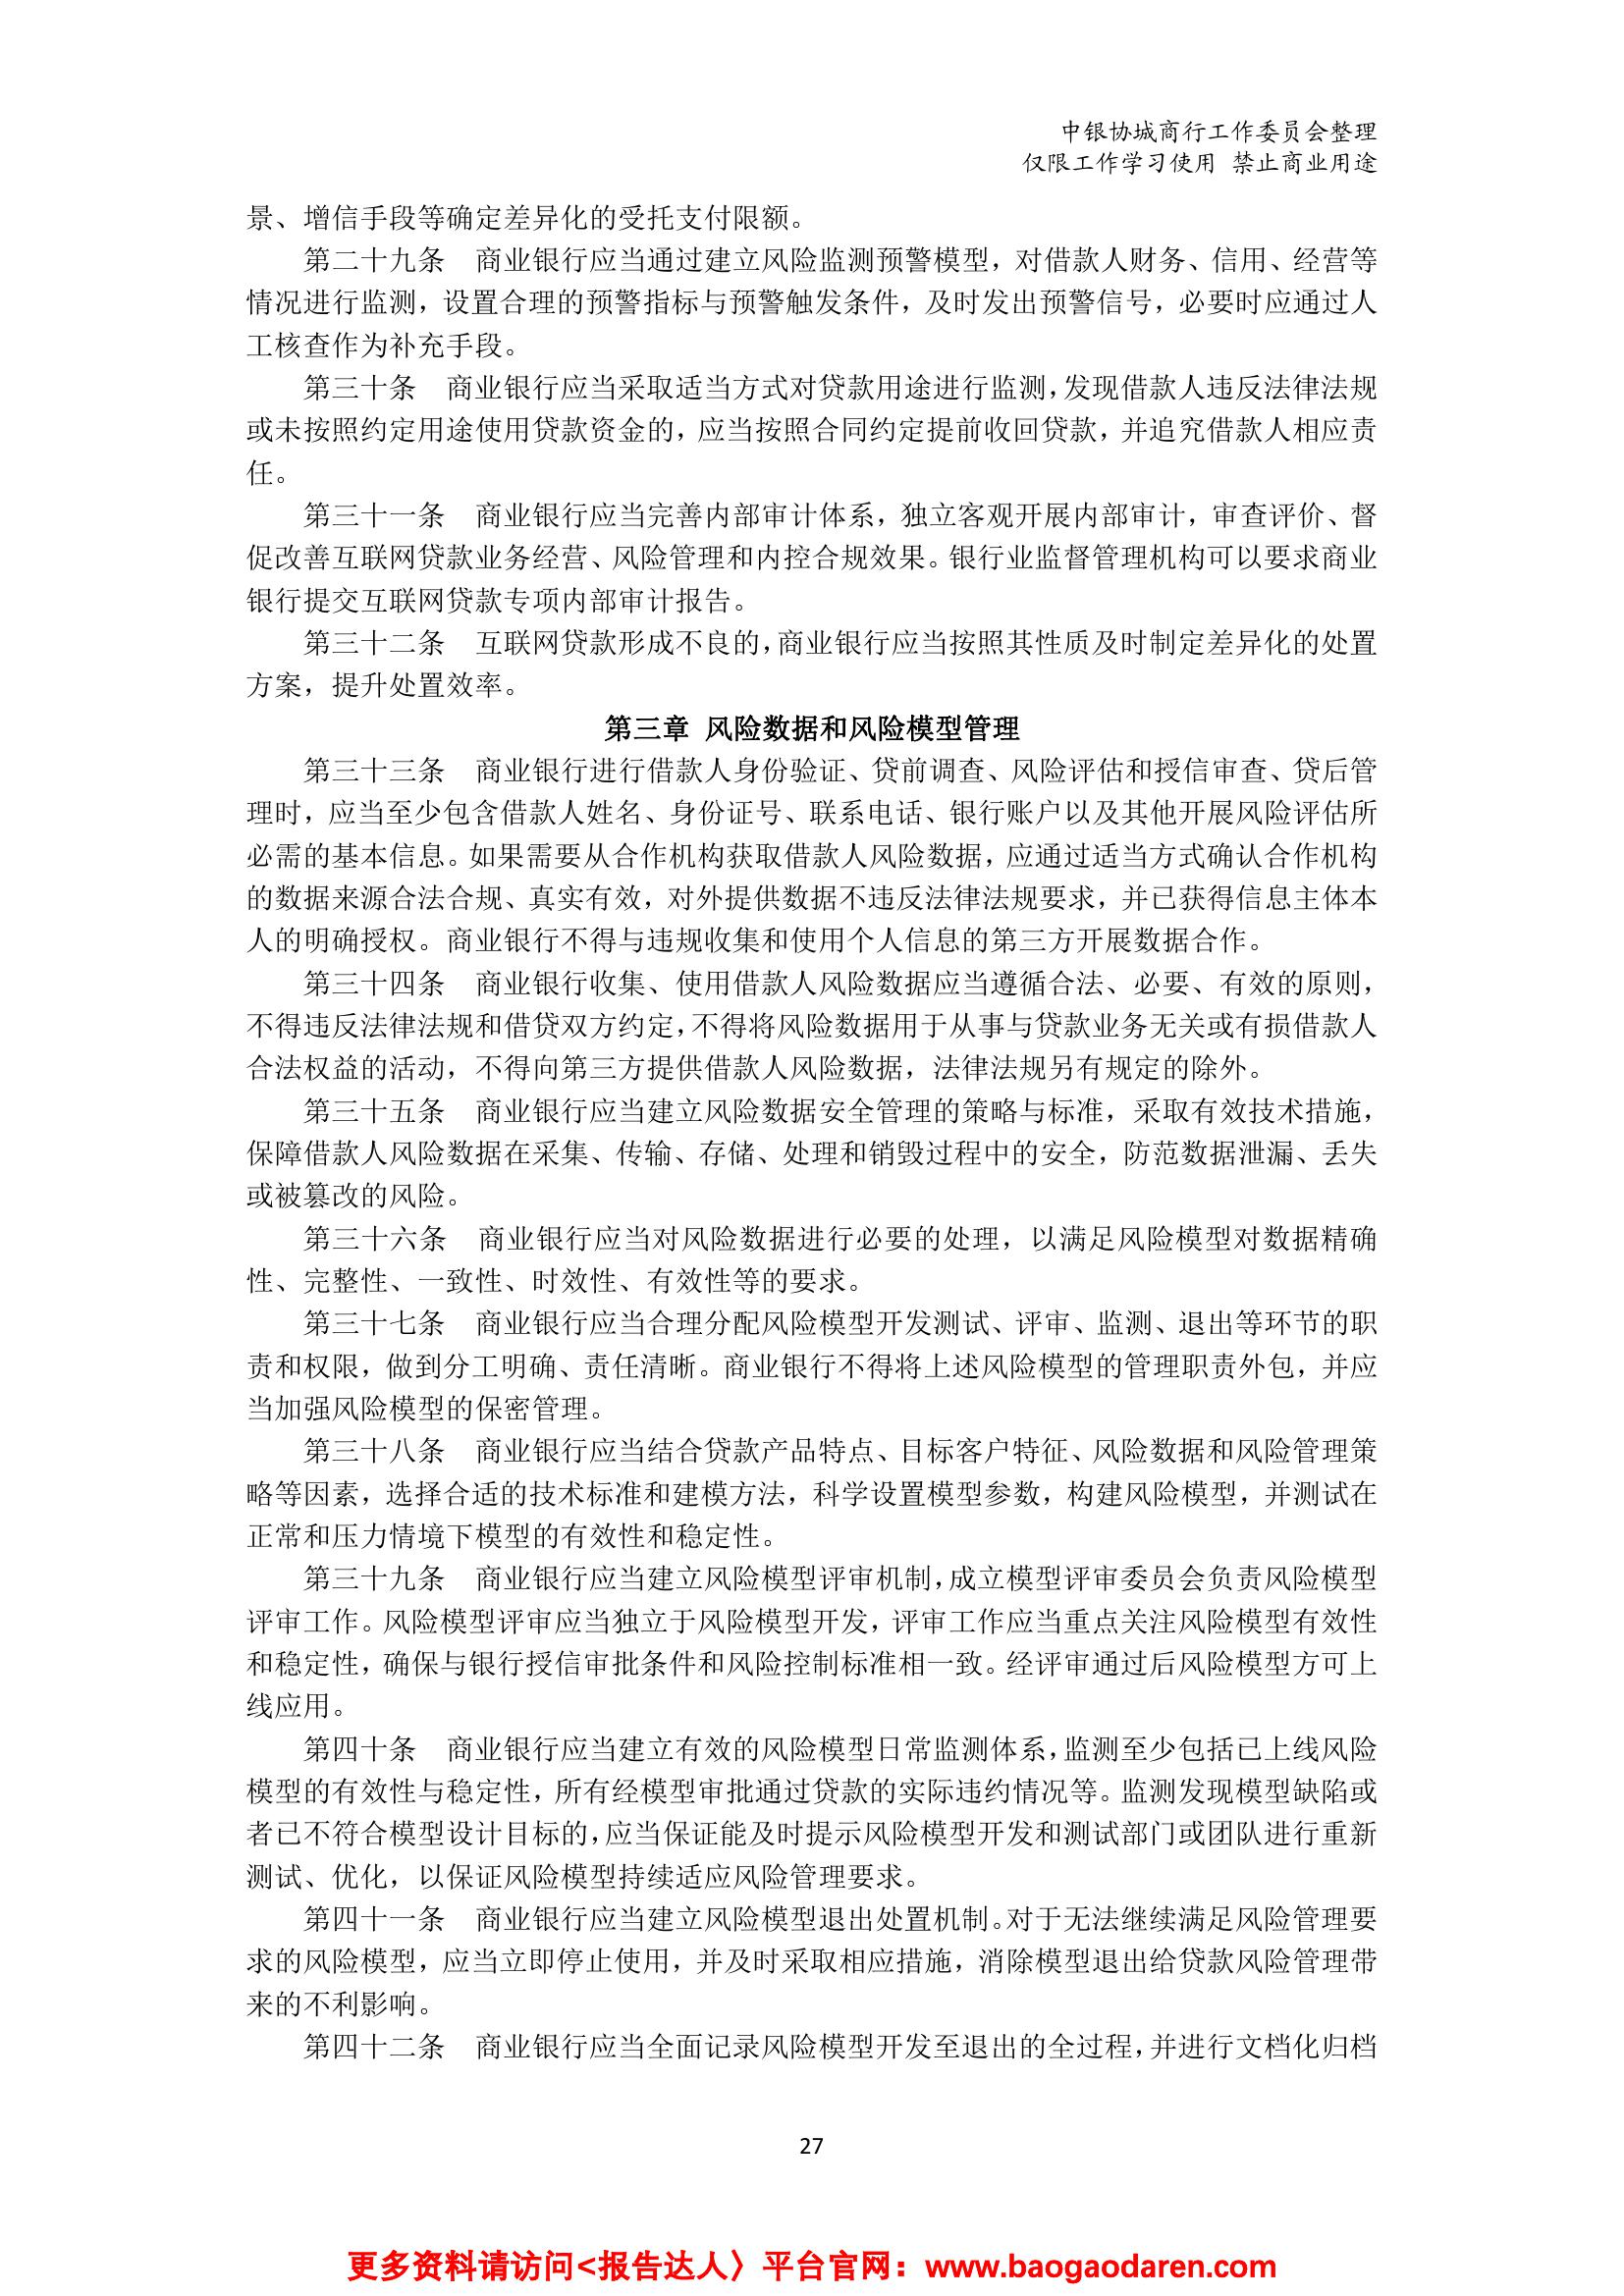 中银协城商行工作委员会整理
仅限工作学习使用 禁止商业用途
景、增信手段等确定差异化的受托支付限额。
第二十九条　商业银行应当通过建立风险监测预警模型，对借款人财务、信用、经营等
情况进行监测，设置合理的预警指标与预警触发条件，及时发出预警信号，必要时应通过人
工核查作为补充手段。
第三十条　商业银行应当采取适当方式对贷款用途进行监测，发现借款人违反法律法规
或未按照约定用途使用贷款资金的，应当按照合同约定提前收回贷款，并追究借款人相应责
任。
第三十一条　商业银行应当完善内部审计体系，独立客观开展内部审计，审查评价、督
促改善互联网贷款业务经营、风险管理和内控合规效果。银行业监督管理机构可以要求商业
银行提交互联网贷款专项内部审计报告。
第三十二条　互联网贷款形成不良的，商业银行应当按照其性质及时制定差异化的处置
方案，提升处置效率。
第三章 风险数据和风险模型管理
第三十三条　商业银行进行借款人身份验证、贷前调查、风险评估和授信审查、贷后管
理时，应当至少包含借款人姓名、身份证号、联系电话、银行账户以及其他开展风险评估所
必需的基本信息。如果需要从合作机构获取借款人风险数据，应通过适当方式确认合作机构
的数据来源合法合规、真实有效，对外提供数据不违反法律法规要求，并已获得信息主体本
人的明确授权。商业银行不得与违规收集和使用个人信息的第三方开展数据合作。
第三十四条　商业银行收集、使用借款人风险数据应当遵循合法、必要、有效的原则，
不得违反法律法规和借贷双方约定，不得将风险数据用于从事与贷款业务无关或有损借款人
合法权益的活动，不得向第三方提供借款人风险数据，法律法规另有规定的除外。
第三十五条　商业银行应当建立风险数据安全管理的策略与标准，采取有效技术措施，
保障借款人风险数据在采集、传输、存储、处理和销毁过程中的安全，防范数据泄漏、丢失
或被篡改的风险。
第三十六条　商业银行应当对风险数据进行必要的处理，以满足风险模型对数据精确
性、完整性、一致性、时效性、有效性等的要求。
第三十七条　商业银行应当合理分配风险模型开发测试、评审、监测、退出等环节的职
责和权限，做到分工明确、责任清晰。商业银行不得将上述风险模型的管理职责外包，并应
当加强风险模型的保密管理。
第三十八条　商业银行应当结合贷款产品特点、目标客户特征、风险数据和风险管理策
略等因素，选择合适的技术标准和建模方法，科学设置模型参数，构建风险模型，并测试在
正常和压力情境下模型的有效性和稳定性。
第三十九条　商业银行应当建立风险模型评审机制，成立模型评审委员会负责风险模型
评审工作。风险模型评审应当独立于风险模型开发，评审工作应当重点关注风险模型有效性
和稳定性，确保与银行授信审批条件和风险控制标准相一致。经评审通过后风险模型方可上
线应用。
第四十条　商业银行应当建立有效的风险模型日常监测体系，监测至少包括已上线风险
模型的有效性与稳定性，所有经模型审批通过贷款的实际违约情况等。监测发现模型缺陷或
者已不符合模型设计目标的，应当保证能及时提示风险模型开发和测试部门或团队进行重新
测试、优化，以保证风险模型持续适应风险管理要求。
第四十一条　商业银行应当建立风险模型退出处置机制。对于无法继续满足风险管理要
求的风险模型，应当立即停止使用，并及时采取相应措施，消除模型退出给贷款风险管理带
来的不利影响。
第四十二条　商业银行应当全面记录风险模型开发至退出的全过程，并进行文档化归档
27
更多资料请访问<报告达人〉平台官网：www.baogaodaren.com